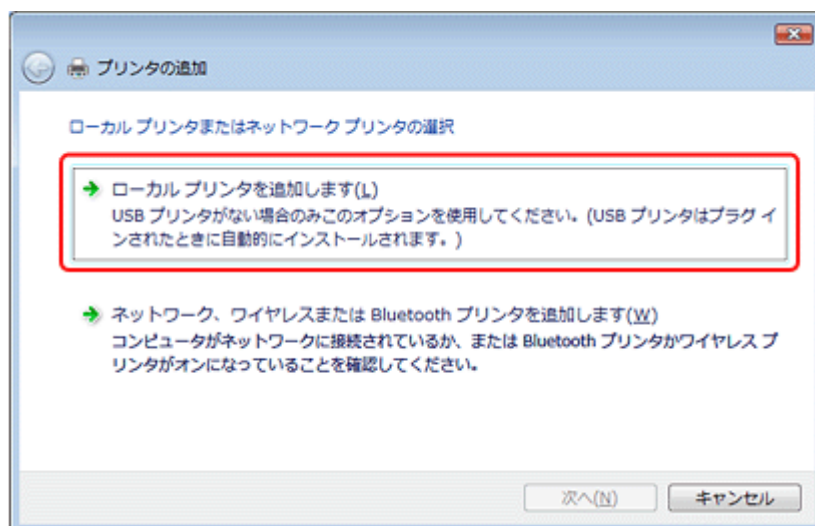 プリンタの追加
ローカル プリンタまたはネットワーク プリンタの選択
ローカル プリンタを追加します(L)
USB プリンタがない場合のみこのオプションを使用してください。(USB プリンタはプラグ イ
ンされたときに自動的にインストールされます。)
ネットワーク、ワイヤレスまたは Bluetooth プリンタを追加します(W)
コンピュータがネットワークに接続されているか、または Bluetooth プリンタかワイヤレス プ
リンタがオンになっていることを確認してください。
次へ(N)
キャンセル